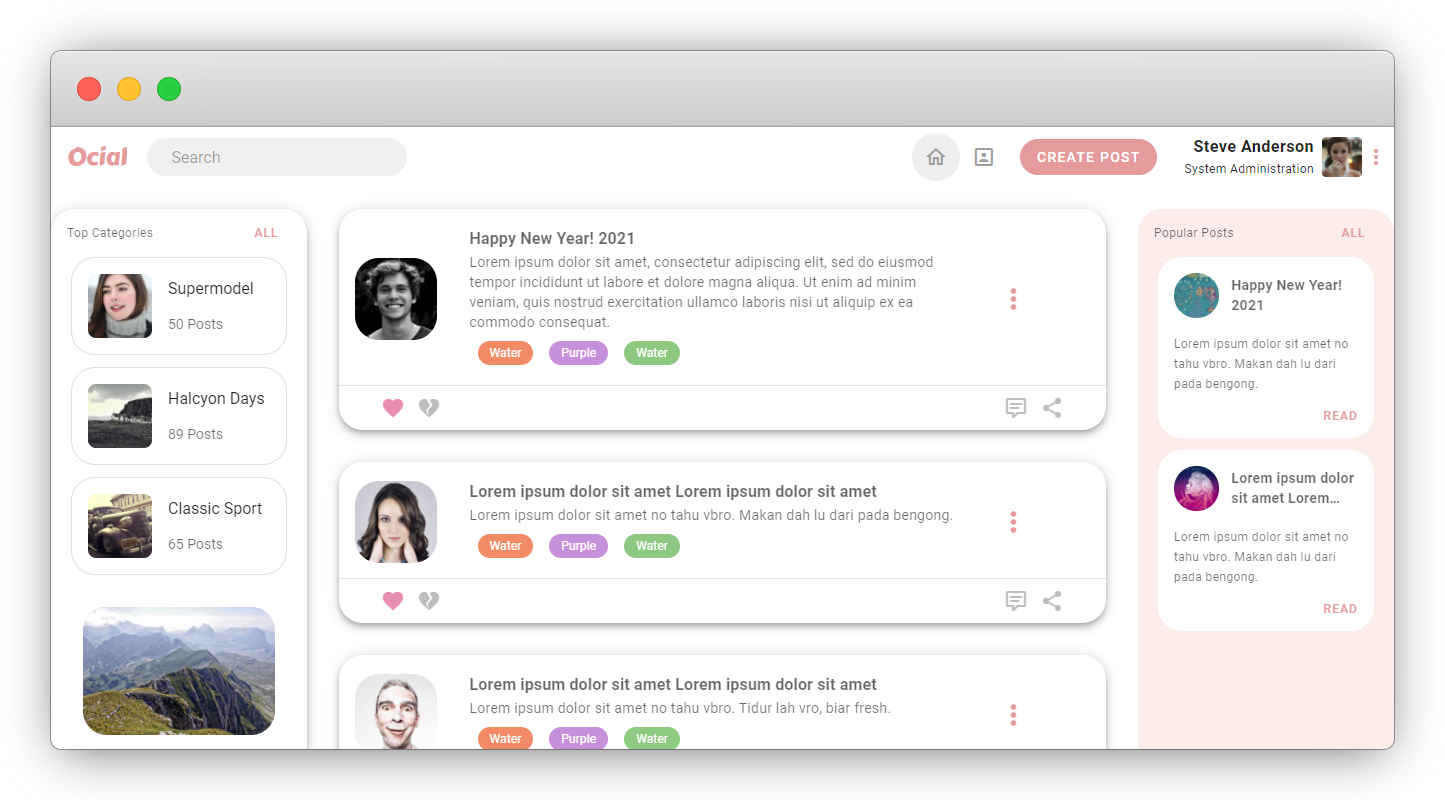 Ocial
Search
CREATE POST
Steve Anderson
System Administration
Top Categories
ALL
Supermodel
50 Posts
Halcyon Days
89 Posts
Classic Sport
65 Posts
Happy New Year! 2021
Lorem ipsum dolor sit amet, consectetur adipiscing elit, sed do eiusmod
tempor incididunt ut labore et dolore magna aliqua. Ut enim ad minim
veniam, quis nostrud exercitation ullamco laboris nisi ut aliquip ex ea
commodo consequat.
Water Purple Water
Lorem ipsum dolor sit amet Lorem ipsum dolor sit amet
Lorem ipsum dolor sit amet no tahu vbro. Makan dah lu dari pada bengong.
Water Purple Water
Lorem ipsum dolor sit amet Lorem ipsum dolor sit amet
Lorem ipsum dolor sit amet no tahu vbro. Tidur lah vro, biar fresh.
Water Purple Water
Popular Posts
ALL
Happy New Year!
2021
Lorem ipsum dolor sit amet no
tahu vbro. Makan dah lu dari
pada bengong.
READ
Lorem ipsum dolor
sit amet Lorem...
Lorem ipsum dolor sit amet no
tahu vbro. Makan dah lu dari
pada bengong.
READ